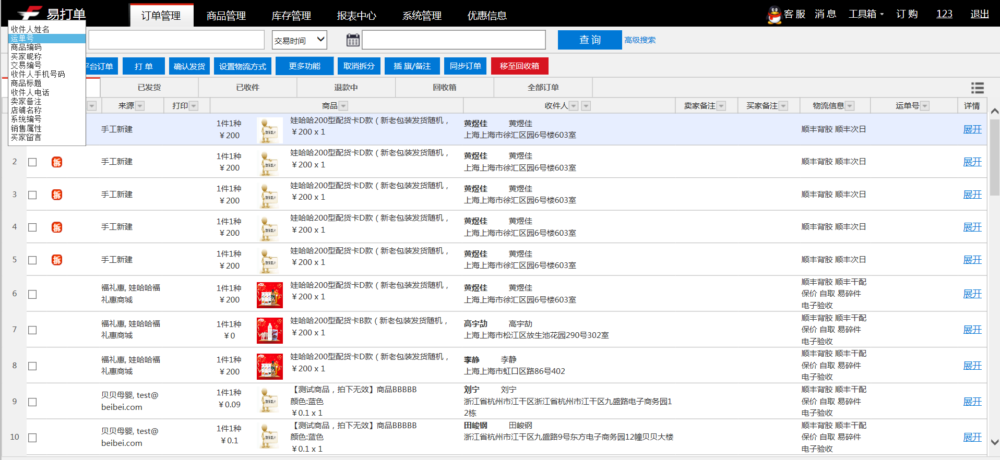 易打单
订单管理 商品管理 库存管理 报表中心 系统管理 优惠信息 客服 消息 工具箱 订购 123 退出
收件人姓名
运单号
商品编码
买家昵称
交易编号
收件人手机号码
商品标题
收件人电话
卖家备注
店铺名称
系统编号
销售属性
买家留言
交易时间 查询 高级搜索
平台订单 打单 确认发货 设置物流方式 更多功能 取消拆分 插旗/备注 同步订单 移至回收箱
已发货 已收件 退款中 回收箱 全部订单
来源 打印 商品 收件人 卖家备注 买家备注 物流信息 运单号 详情
手工新建 1件1种 ￥200 娃哈哈200型配货卡D款（新老包装发货随机， ￥200 x 1 黄煜佳 黄煜佳 上海上海市徐汇区园6号楼603室 顺丰背胶 顺丰次日 展开
2 拆 手工新建 1件1种 ￥200 娃哈哈200型配货卡D款（新老包装发货随机， ￥200 x 1 黄煜佳 黄煜佳 上海上海市徐汇区园6号楼603室 顺丰背胶 顺丰次日 展开
3 拆 手工新建 1件1种 ￥200 娃哈哈200型配货卡D款（新老包装发货随机， ￥200 x 1 黄煜佳 黄煜佳 上海上海市徐汇区园6号楼603室 顺丰背胶 顺丰次日 展开
4 拆 手工新建 1件1种 ￥200 娃哈哈200型配货卡D款（新老包装发货随机， ￥200 x 1 黄煜佳 黄煜佳 上海上海市徐汇区园6号楼603室 顺丰背胶 顺丰次日 展开
5 拆 手工新建 1件1种 ￥200 娃哈哈200型配货卡D款（新老包装发货随机， ￥200 x 1 黄煜佳 黄煜佳 上海上海市徐汇区园6号楼603室 顺丰背胶 顺丰次日 展开
6 福礼惠, 娃哈哈福礼惠商城 1件1种 ￥200 娃哈哈200型配货卡D款（新老包装发货随机， ￥200 x 1 黄煜佳 黄煜佳 上海上海市徐汇区园6号楼603室 顺丰背胶 顺丰干配 保价 自取 易碎件 电子验收 展开
7 福礼惠, 娃哈哈福礼惠商城 1件1种 ￥0 娃哈哈200型配货卡B款（新老包装发货随机， ￥200 x 1 高宇劼 高宇劼 上海上海市松江区放生池花园290号302室 顺丰背胶 顺丰干配 保价 自取 易碎件 电子验收 展开
8 福礼惠, 娃哈哈福礼惠商城 1件1种 ￥200 娃哈哈200型配货卡D款（新老包装发货随机， ￥200 x 1 李静 李静 上海上海市虹口区路86号402 顺丰背胶 顺丰干配 保价 自取 易碎件 电子验收 展开
9 贝贝母婴, test@beibei.com 1件1种 ￥0.09 【测试商品，拍下无效】商品BBBBB 颜色:蓝色 ￥0.1 x 1 刘宁 刘宁 浙江省杭州市江干区浙江省杭州市江干区九盛路电子商务园12栋 顺丰背胶 顺丰干配 保价 自取 易碎件 电子验收 展开
10 贝贝母婴, test@beibei.com 1件1种 ￥0.1 【测试商品，拍下无效】商品BBBBB 颜色:蓝色 ￥0.1 x 1 田峻钢 田峻钢 浙江省杭州市江干区九盛路9号东方电子商务园12幢贝贝大楼 顺丰背胶 顺丰干配 保价 自取 易碎件 电子验收 展开